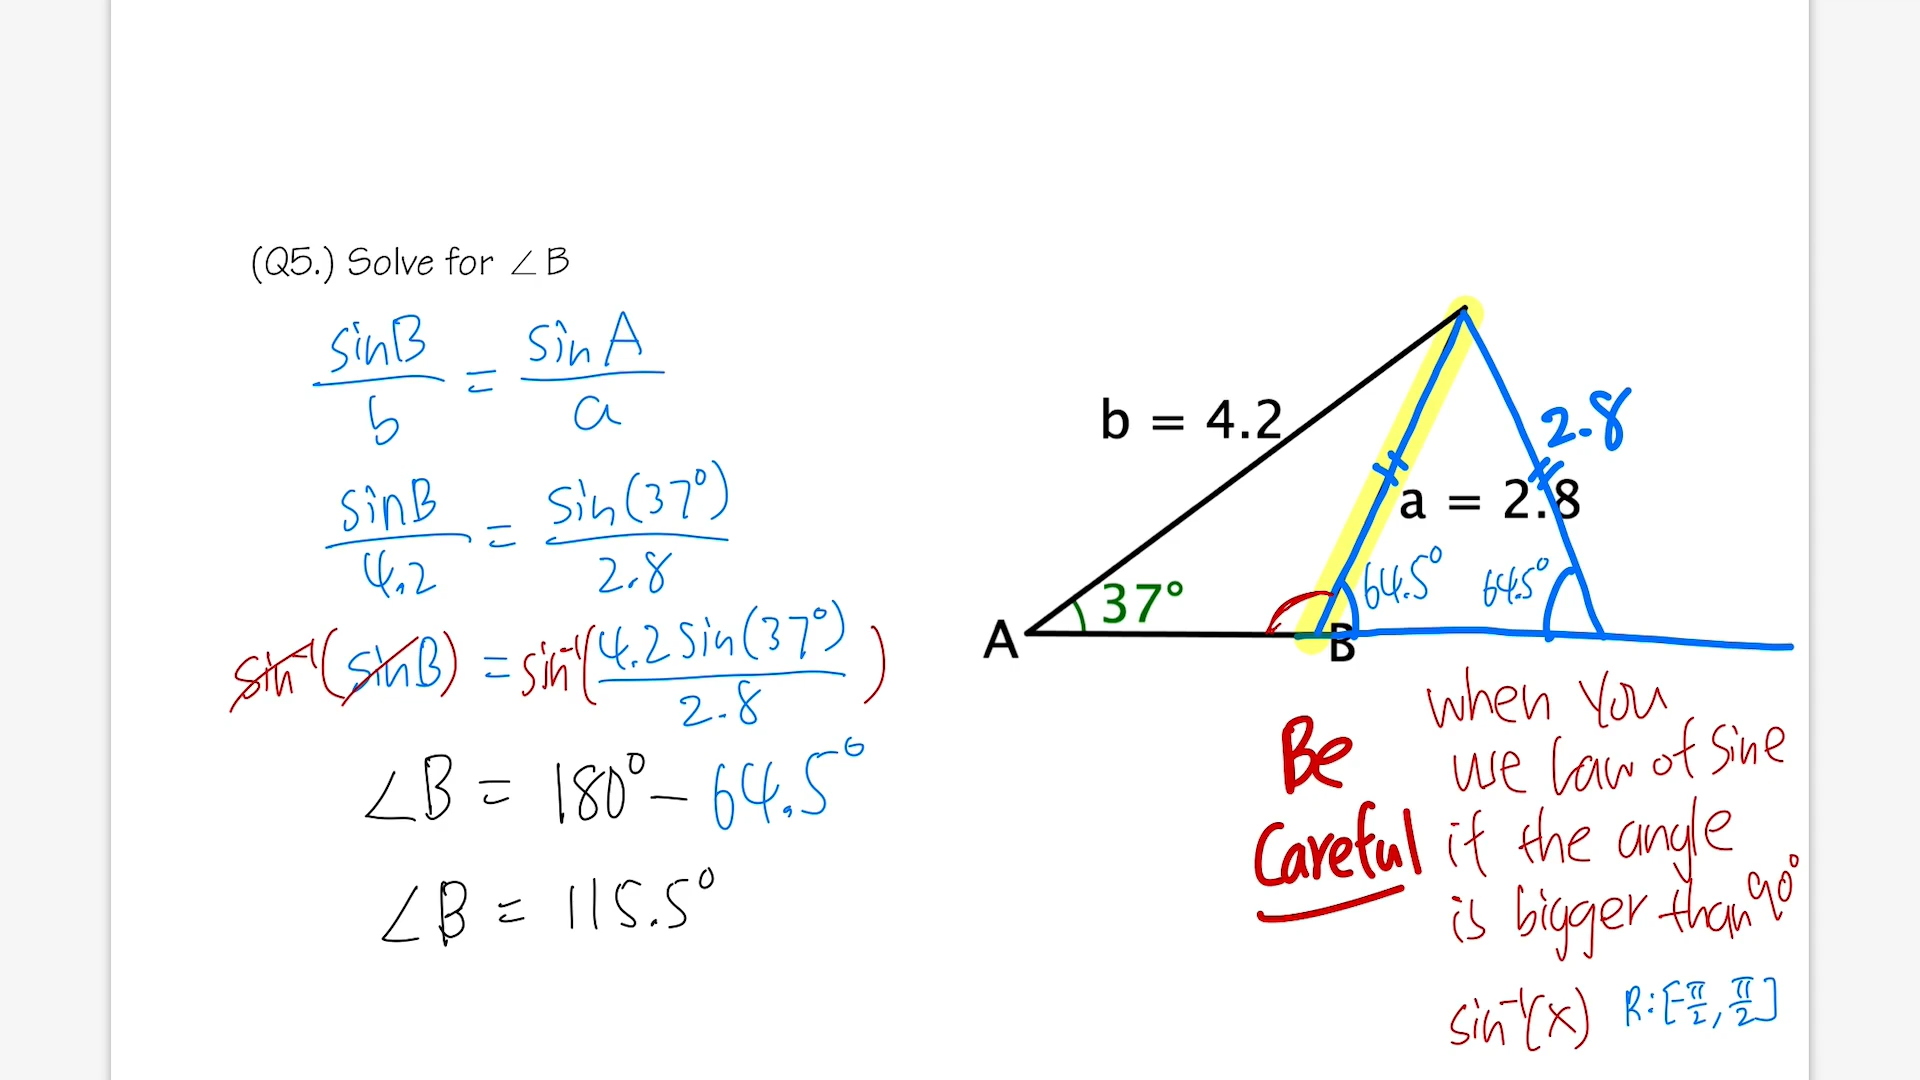 (Q5.) Solve for ∠B
sinB/b = sinA/a
sinB/4.2 = sin(37°)/2.8
sin⁻¹(sinB) = sin⁻¹(4.2 sin(37°)/2.8)
∠B = 180° - 64.5°
∠B = 115.5°
b = 4.2
2.8
a = 2.8
64.5° 64.5°
37°
A
B
Be
Careful
when you
use law of sine
if the angle
is bigger than 90°
sin⁻¹(x) R:[-π/2, π/2]